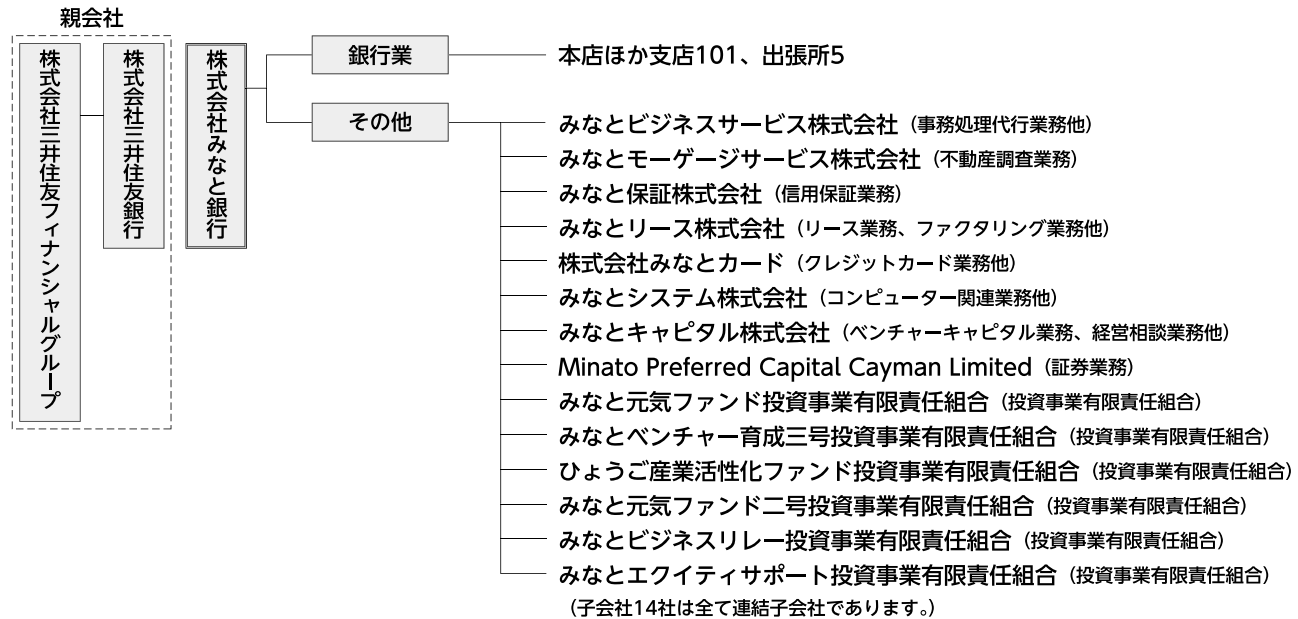 親会社
株式会社三井住友フィナンシャルグループ
株式会社三井住友銀行
株式会社みなと銀行
銀行業
本店ほか支店101、出張所5
その他
みなとビジネスサービス株式会社（事務処理代行業務他）
みなとモーゲージサービス株式会社（不動産調査業務）
みなと保証株式会社（信用保証業務）
みなとリース株式会社（リース業務、ファクタリング業務他）
株式会社みなとカード（クレジットカード業務他）
みなとシステム株式会社（コンピューター関連業務他）
みなとキャピタル株式会社（ベンチャーキャピタル業務、経営相談業務他）
Minato Preferred Capital Cayman Limited（証券業務）
みなと元気ファンド投資事業有限責任組合（投資事業有限責任組合）
みなとベンチャー育成三号投資事業有限責任組合（投資事業有限責任組合）
ひょうご産業活性化ファンド投資事業有限責任組合（投資事業有限責任組合）
みなと元気ファンド二号投資事業有限責任組合（投資事業有限責任組合）
みなとビジネスリレー投資事業有限責任組合（投資事業有限責任組合）
みなとエクイティサポート投資事業有限責任組合（投資事業有限責任組合）
（子会社14社は全て連結子会社であります。）